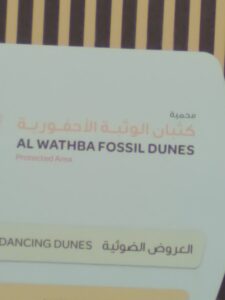 محمية
كثبان الوثبة الأحفورية
AL WATHBA FOSSIL DUNES
Protected Area
DANCING DUNES العروض الضوئية